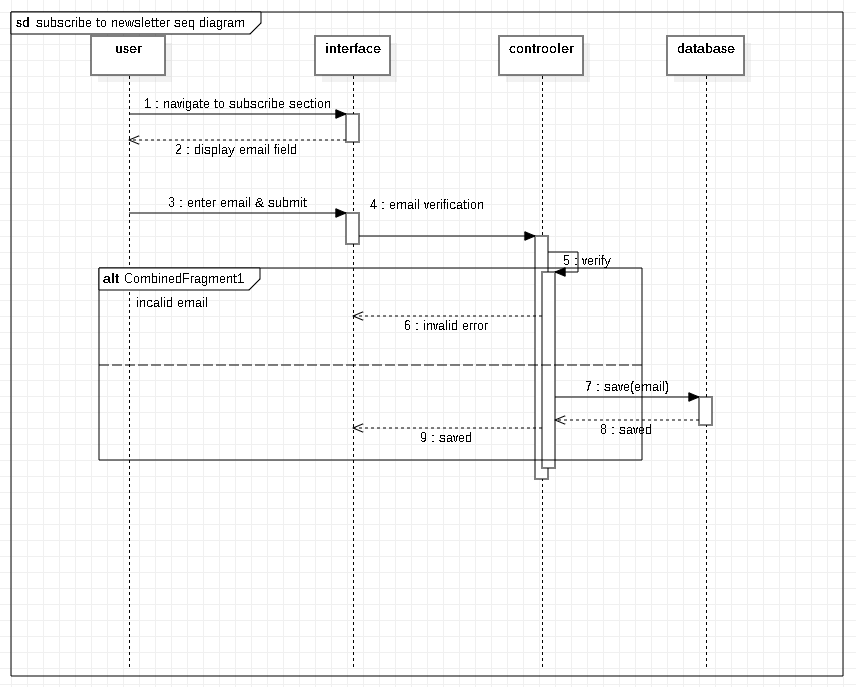 sd subscribe to newsletter seq diagram
user
interface
controoler
database
1 : navigate to subscribe section
2 : display email field
3 : enter email & submit
4 : email verification
5 : verify
alt CombinedFragment1
incalid email
6 : invalid error
7 : save(email)
8 : saved
9 : saved